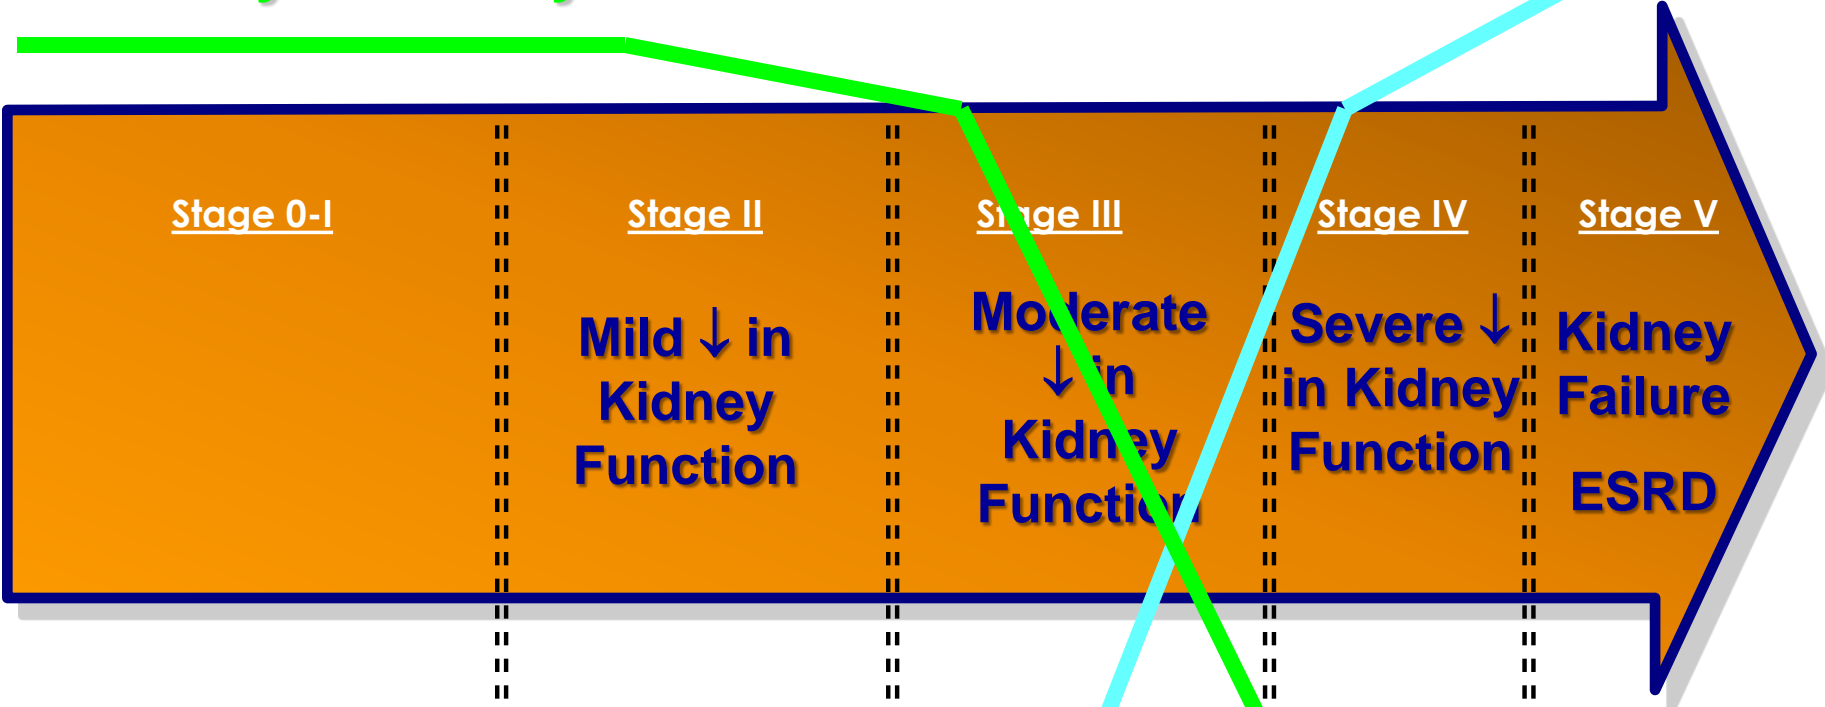 Stage 0-I
Stage II
Mild ↓ in
Kidney
Function
Stage III
Moderate
↓ in
Kidney
Function
Stage IV
Severe ↓
in Kidney
Function
Stage V
Kidney
Failure
ESRD